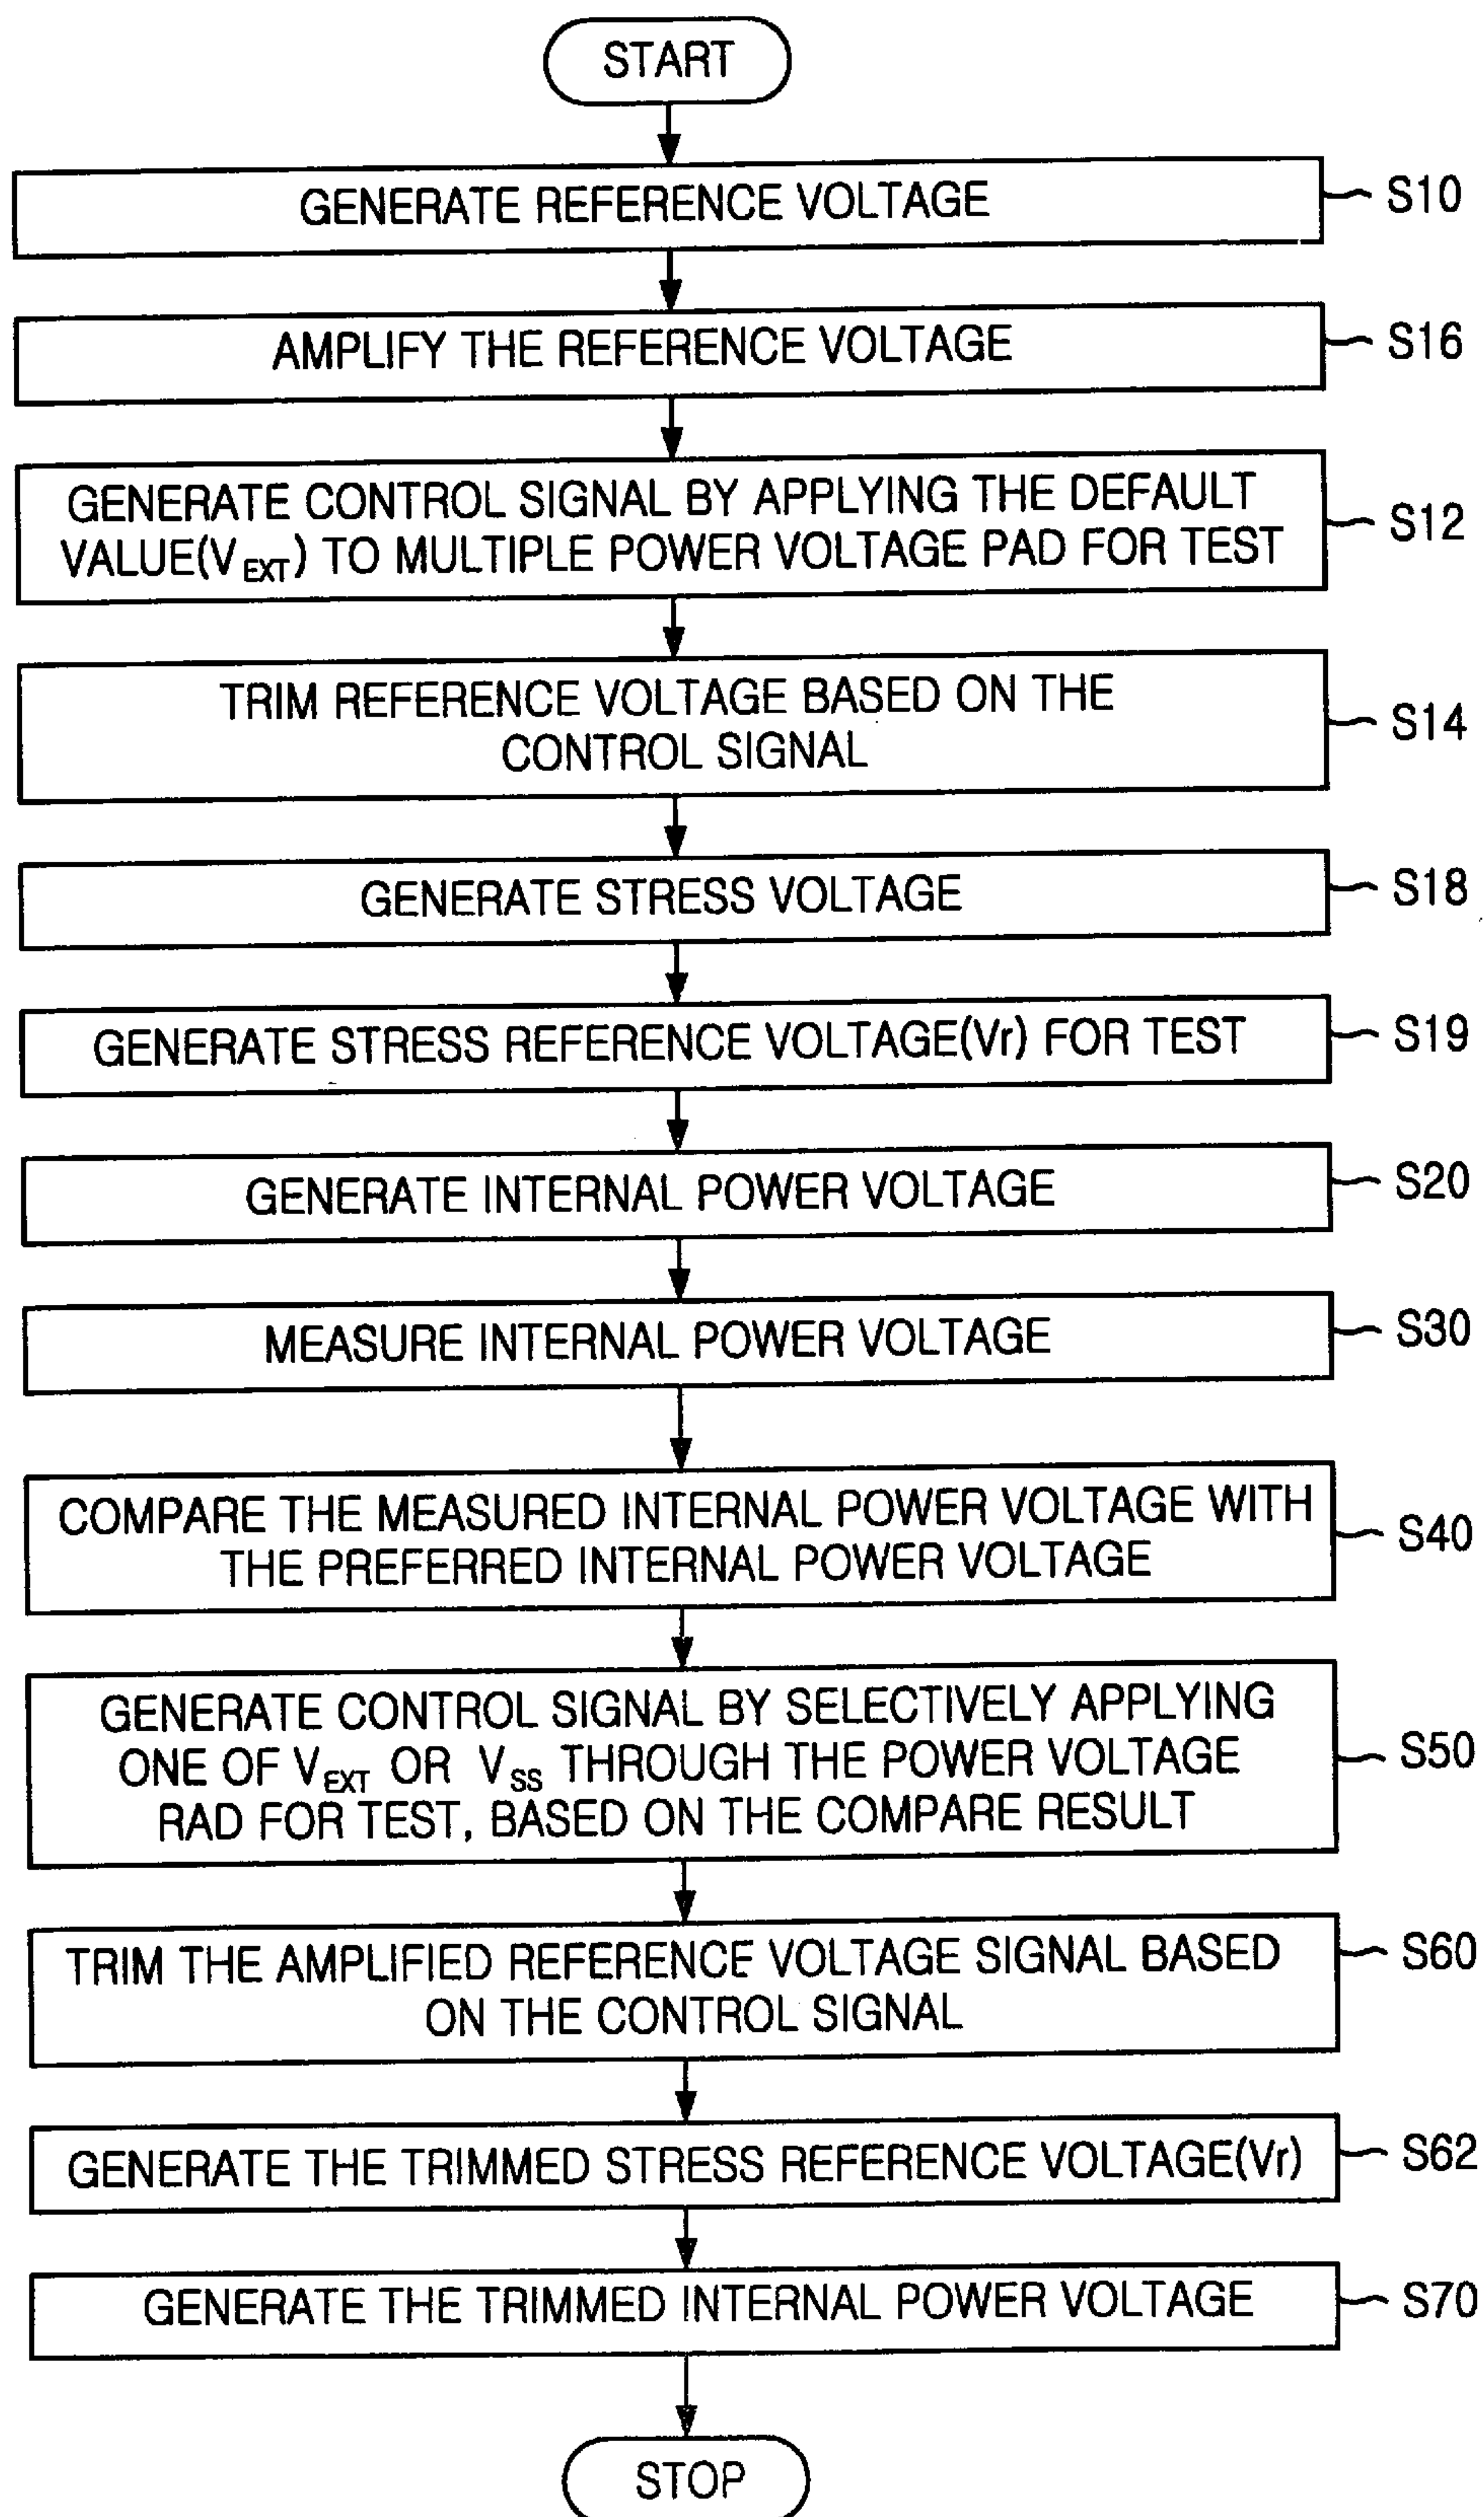 START
GENERATE REFERENCE VOLTAGE
S10
AMPLIFY THE REFERENCE VOLTAGE
S16
GENERATE CONTROL SIGNAL BY APPLYING THE DEFAULT
VALUE(VEXT) TO MULTIPLE POWER VOLTAGE PAD FOR TEST
S12
TRIM REFERENCE VOLTAGE BASED ON THE
CONTROL SIGNAL
S14
GENERATE STRESS VOLTAGE
S18
GENERATE STRESS REFERENCE VOLTAGE(Vr) FOR TEST
S19
GENERATE INTERNAL POWER VOLTAGE
S20
MEASURE INTERNAL POWER VOLTAGE
S30
COMPARE THE MEASURED INTERNAL POWER VOLTAGE WITH
THE PREFERRED INTERNAL POWER VOLTAGE
S40
GENERATE CONTROL SIGNAL BY SELECTIVELY APPLYING
ONE OF VEXT OR VSS THROUGH THE POWER VOLTAGE
RAD FOR TEST, BASED ON THE COMPARE RESULT
S50
TRIM THE AMPLIFIED REFERENCE VOLTAGE SIGNAL BASED
ON THE CONTROL SIGNAL
S60
GENERATE THE TRIMMED STRESS REFERENCE VOLTAGE(Vr)
S62
GENERATE THE TRIMMED INTERNAL POWER VOLTAGE
S70
STOP